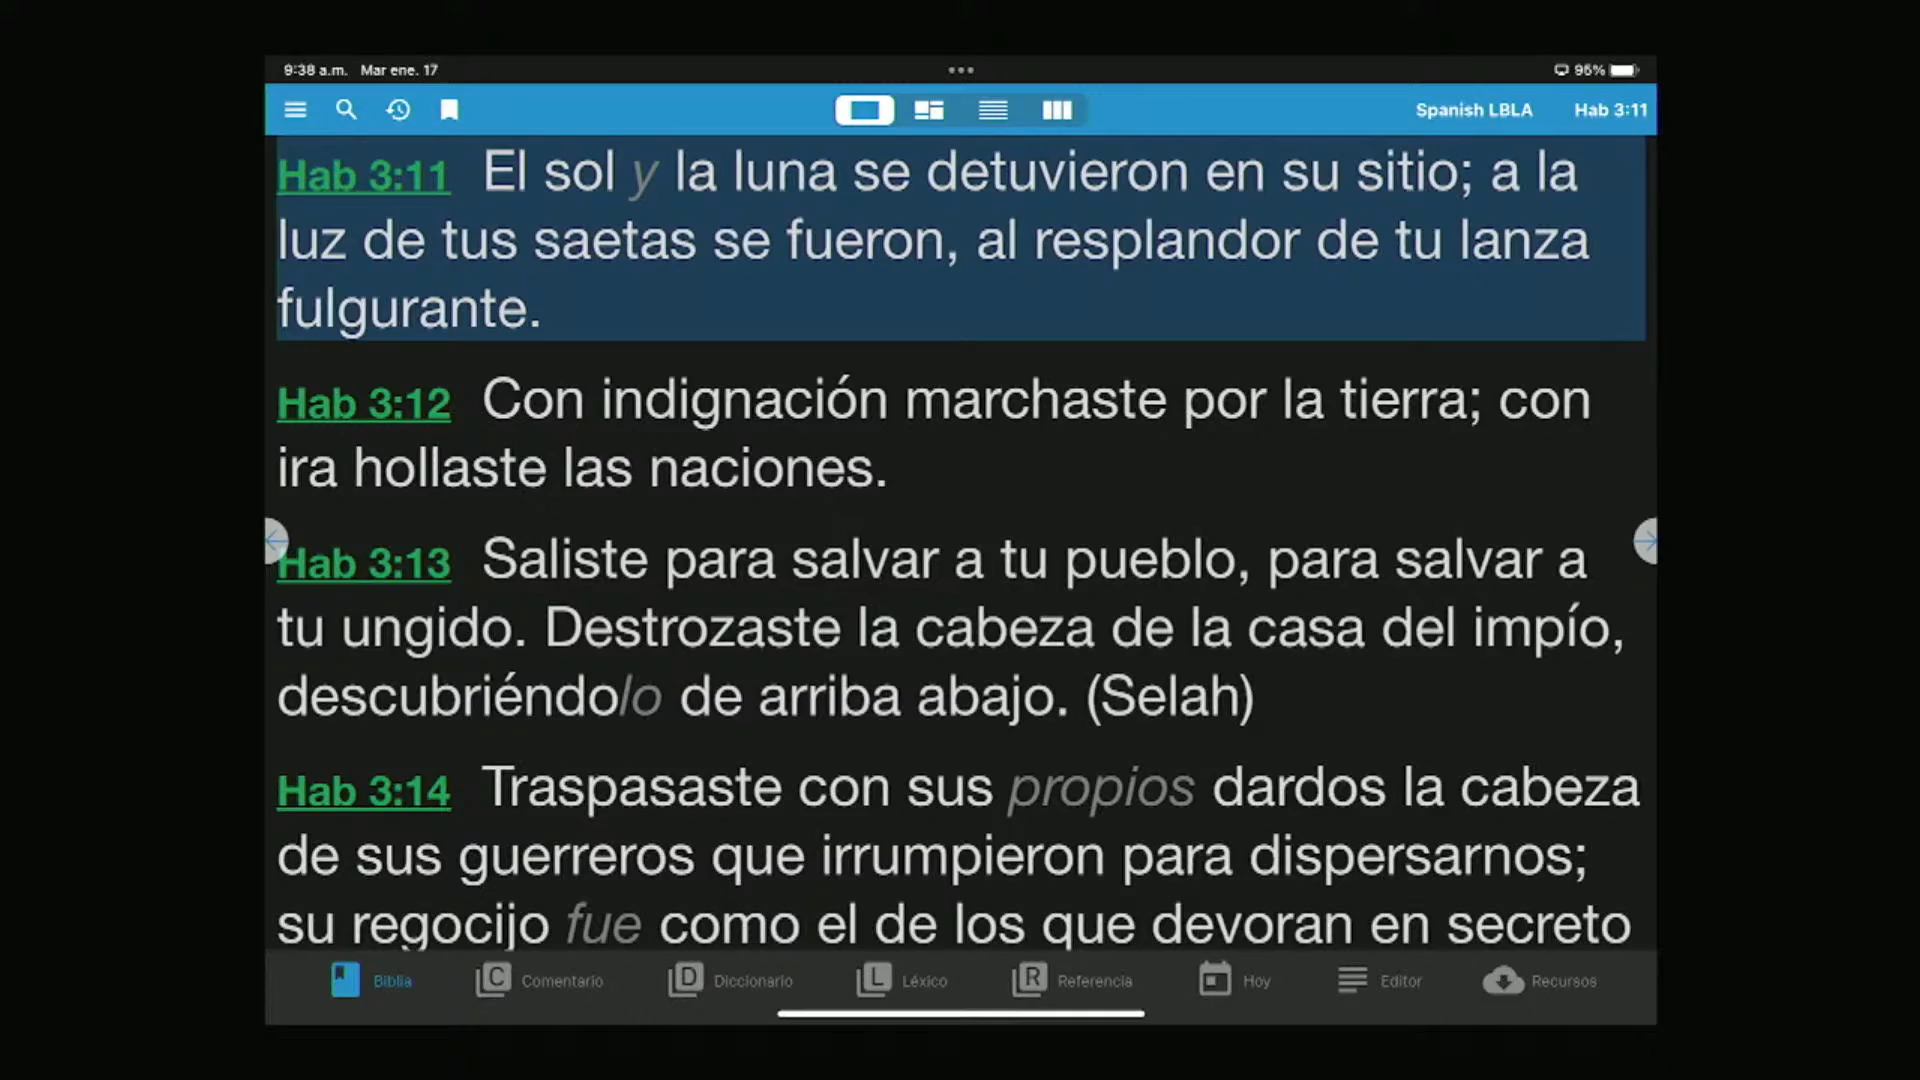 9:38 a.m. Mar ene. 17
95%
Spanish LBLA Hab 3:11
Hab 3:11 El sol y la luna se detuvieron en su sitio; a la
luz de tus saetas se fueron, al resplandor de tu lanza
fulgurante.
Hab 3:12 Con indignación marchaste por la tierra; con
ira hollaste las naciones.
Hab 3:13 Saliste para salvar a tu pueblo, para salvar a
tu ungido. Destrozaste la cabeza de la casa del impío,
descubriéndolo de arriba abajo. (Selah)
Hab 3:14 Traspasaste con sus propios dardos la cabeza
de sus guerreros que irrumpieron para dispersarnos;
su regocijo fue como el de los que devoran en secreto
Biblia C Comentario D Diccionario L Léxico R Referencia Hoy Editor Recursos